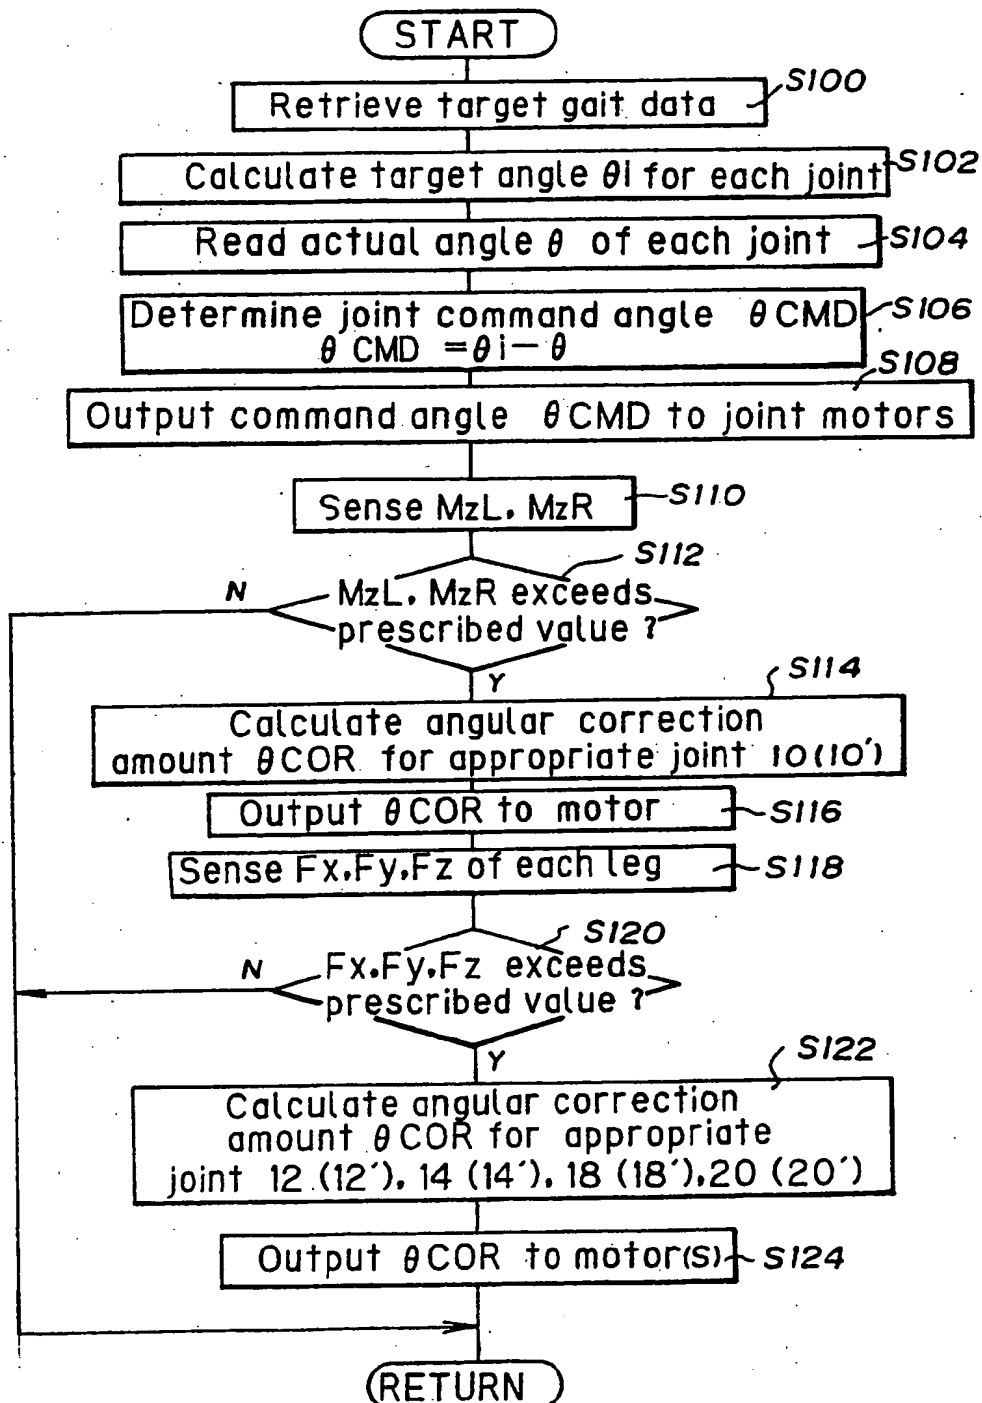 START
S100
Retrieve target gait data
S102
Calculate target angle θi for each joint
Read actual angle θ of each joint
S104
Determine joint command angle θCMD
S106
θCMD = θi − θ
S108
Output command angle θCMD to joint motors
Sense MzL. MzR
S110
S112
N
MzL. MzR exceeds
prescribed value ?
Y
S114
Calculate angular correction
amount θCOR for appropriate joint 10(10′)
Output θCOR to motor
S116
Sense Fx.Fy.Fz of each leg
S118
S120
N
Fx.Fy.Fz exceeds
prescribed value ?
Y
S122
Calculate angular correction
amount θCOR for appropriate
joint 12 (12′). 14 (14′). 18 (18′).20 (20′)
Output θCOR to motor(s)
S124
RETURN